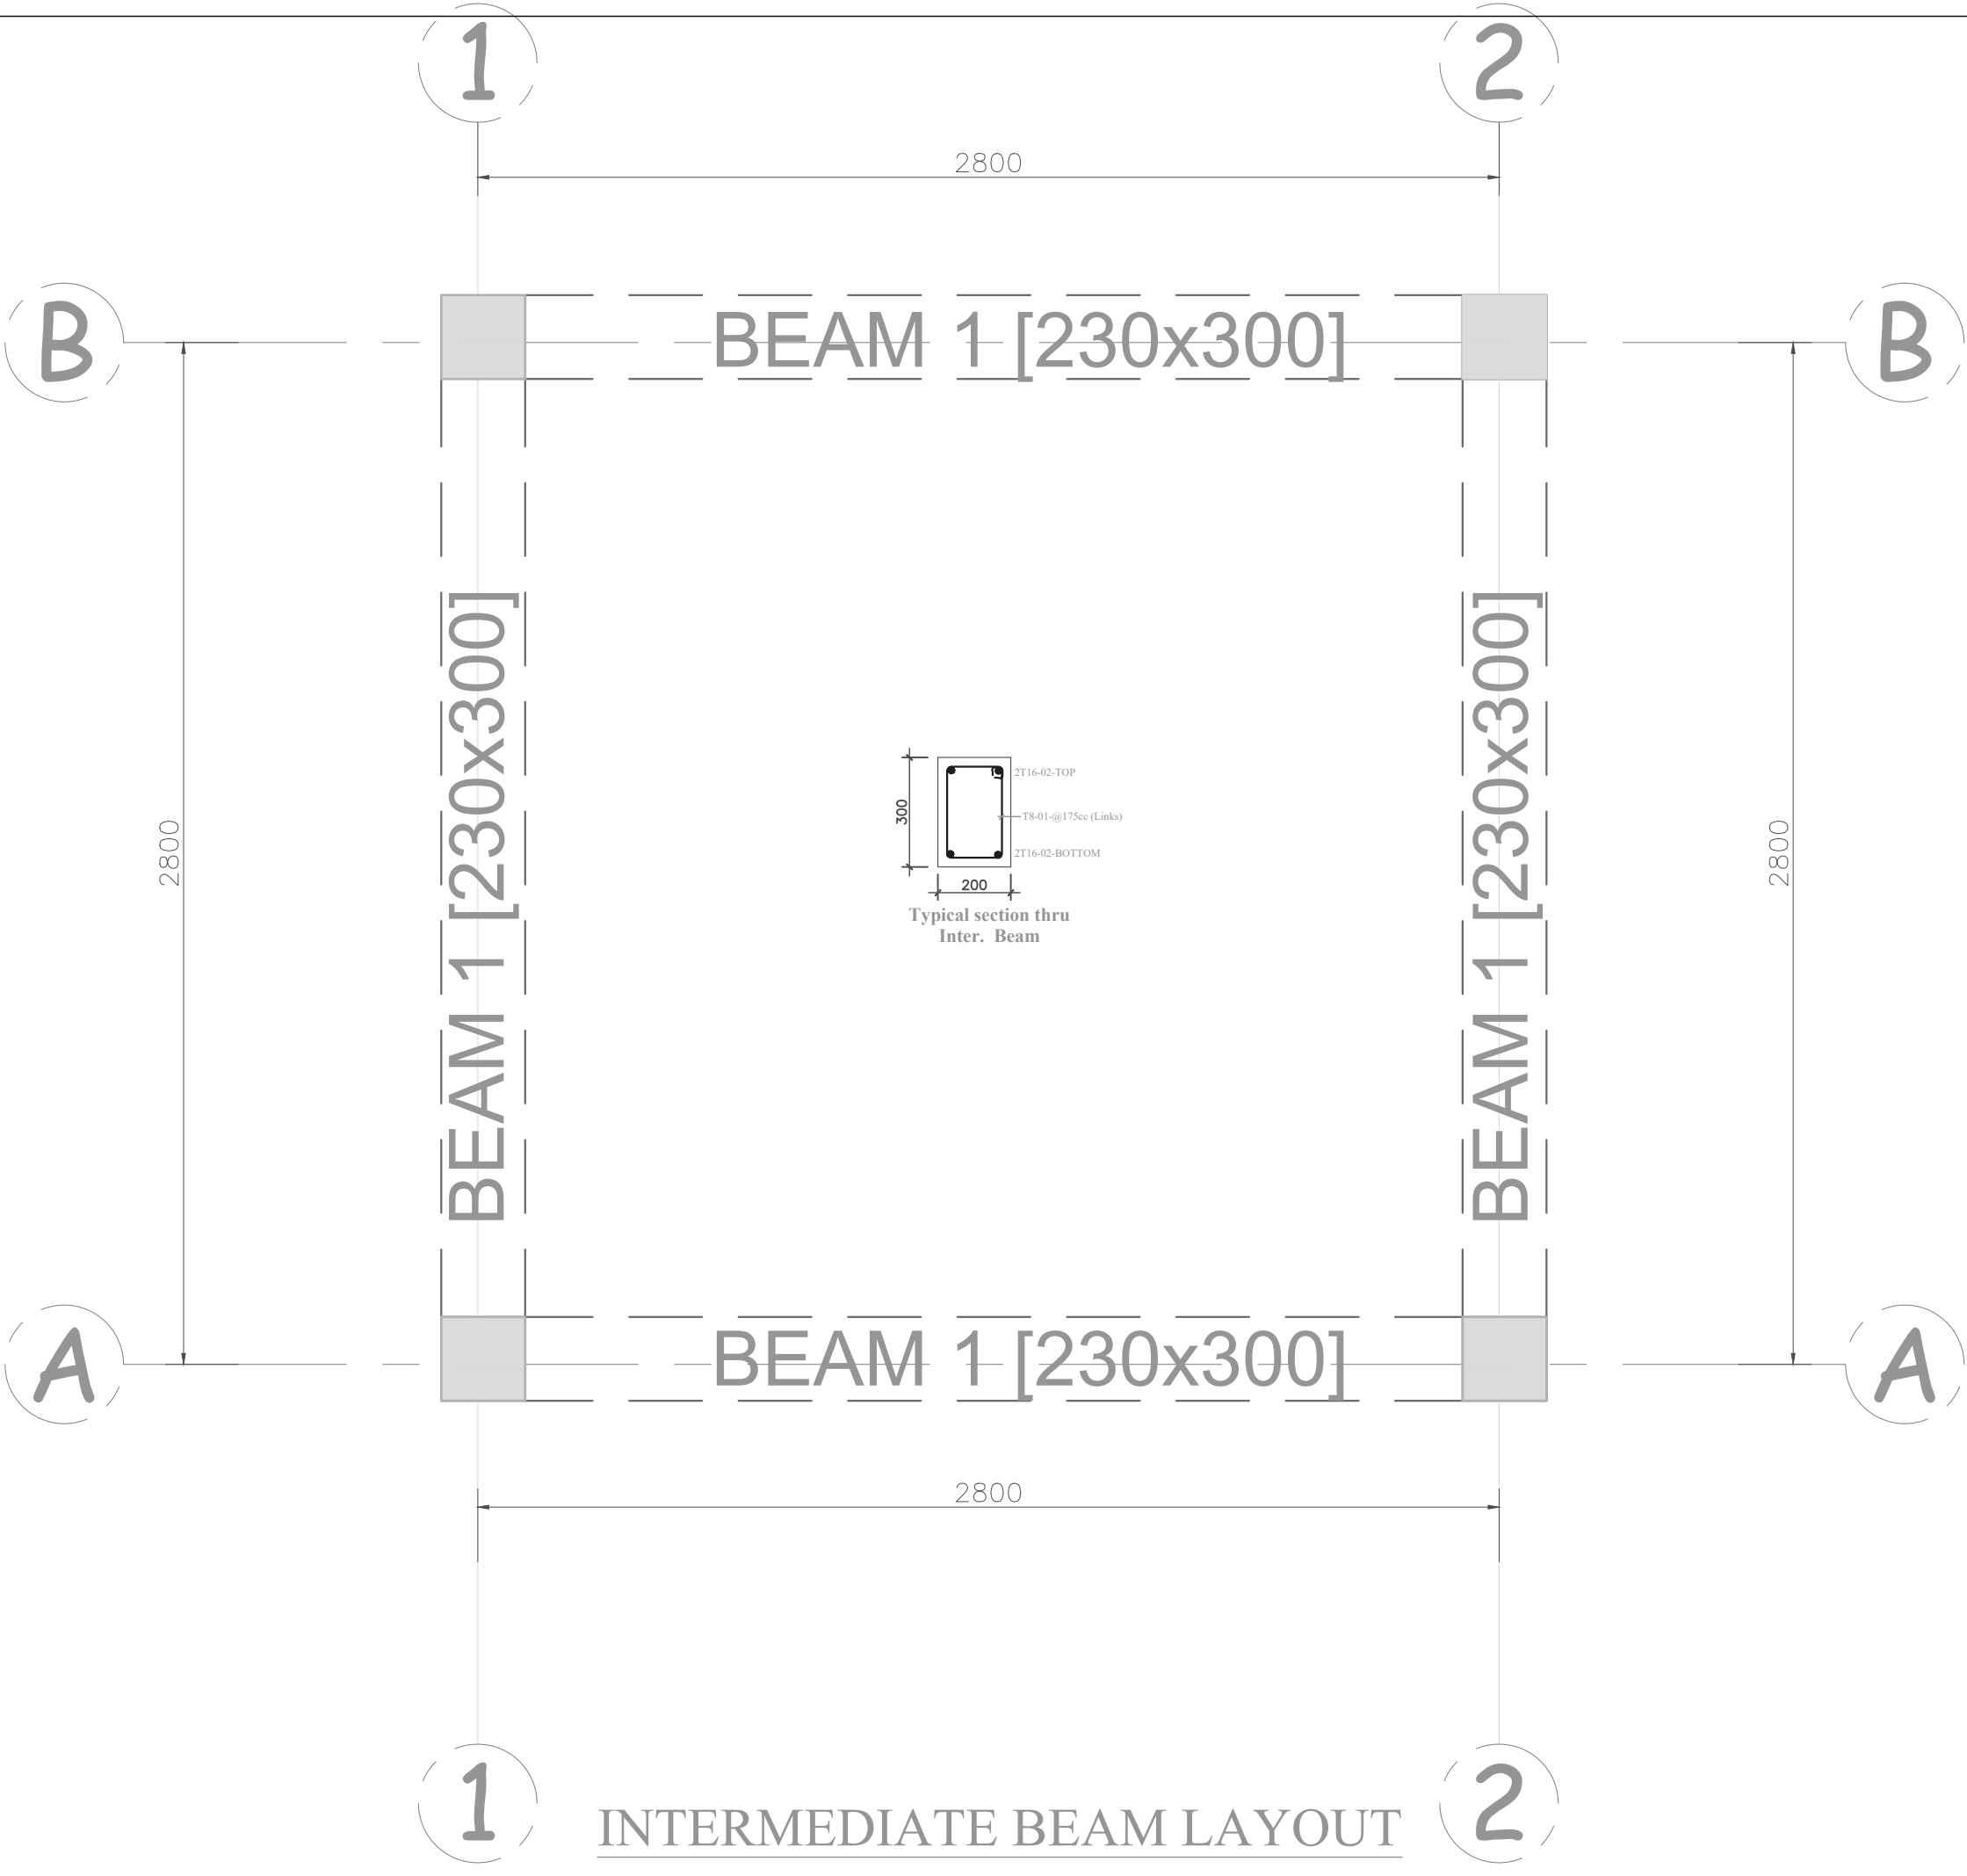 1
2
2800
B
BEAM 1 [230x300]
B
BEAM 1 [230x300]
BEAM 1 [230x300]
2800
2800
300
2T16-02-TOP
T8-01-@175cc (Links)
2T16-02-BOTTOM
200
Typical section thru
Inter. Beam
A
BEAM 1 [230x300]
A
2800
1
2
INTERMEDIATE BEAM LAYOUT